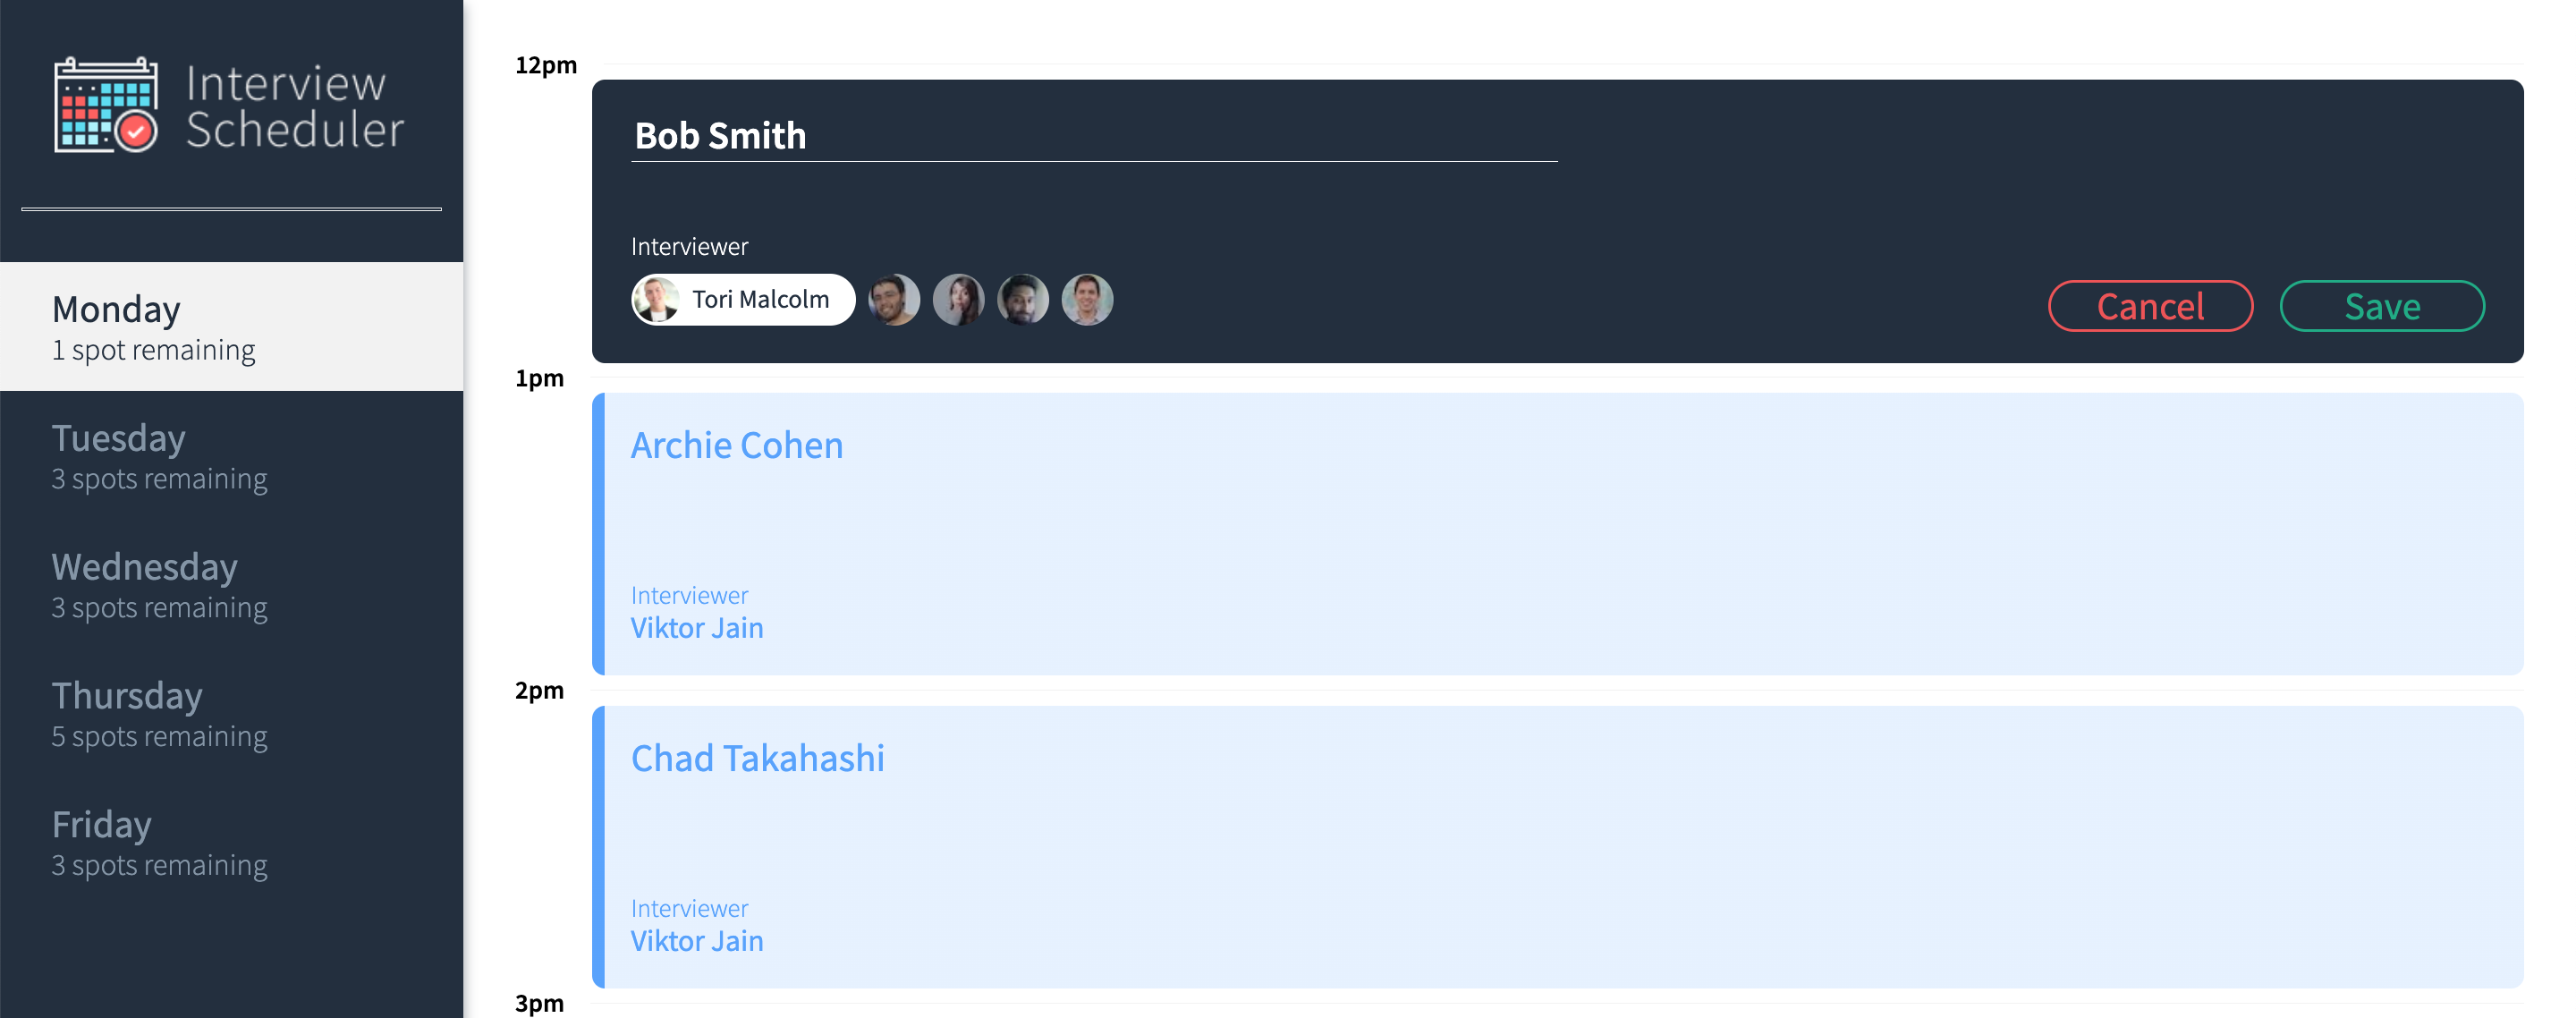 Interview
Scheduler
Monday
1 spot remaining
Tuesday
3 spots remaining
Wednesday
3 spots remaining
Thursday
5 spots remaining
Friday
3 spots remaining
12pm
Bob Smith
Interviewer
Tori Malcolm
Cancel
Save
1pm
Archie Cohen
Interviewer
Viktor Jain
2pm
Chad Takahashi
Interviewer
Viktor Jain
3pm